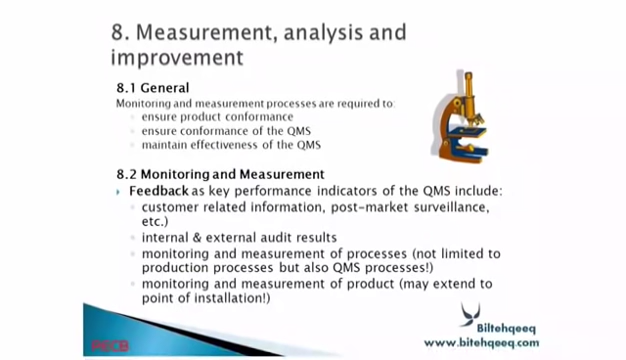 8. Measurement, analysis and
improvement
8.1 General
Monitoring and measurement processes are required to:
ensure product conformance
ensure conformance of the QMS
maintain effectiveness of the QMS
8.2 Monitoring and Measurement
Feedback as key performance indicators of the QMS include:
customer related information, post-market surveillance,
etc.)
internal & external audit results
monitoring and measurement of processes (not limited to
production processes but also QMS processes!)
monitoring and measurement of product (may extend to
point of installation!)
PECB
Biltehqeeq
www.biltehqeeq.com